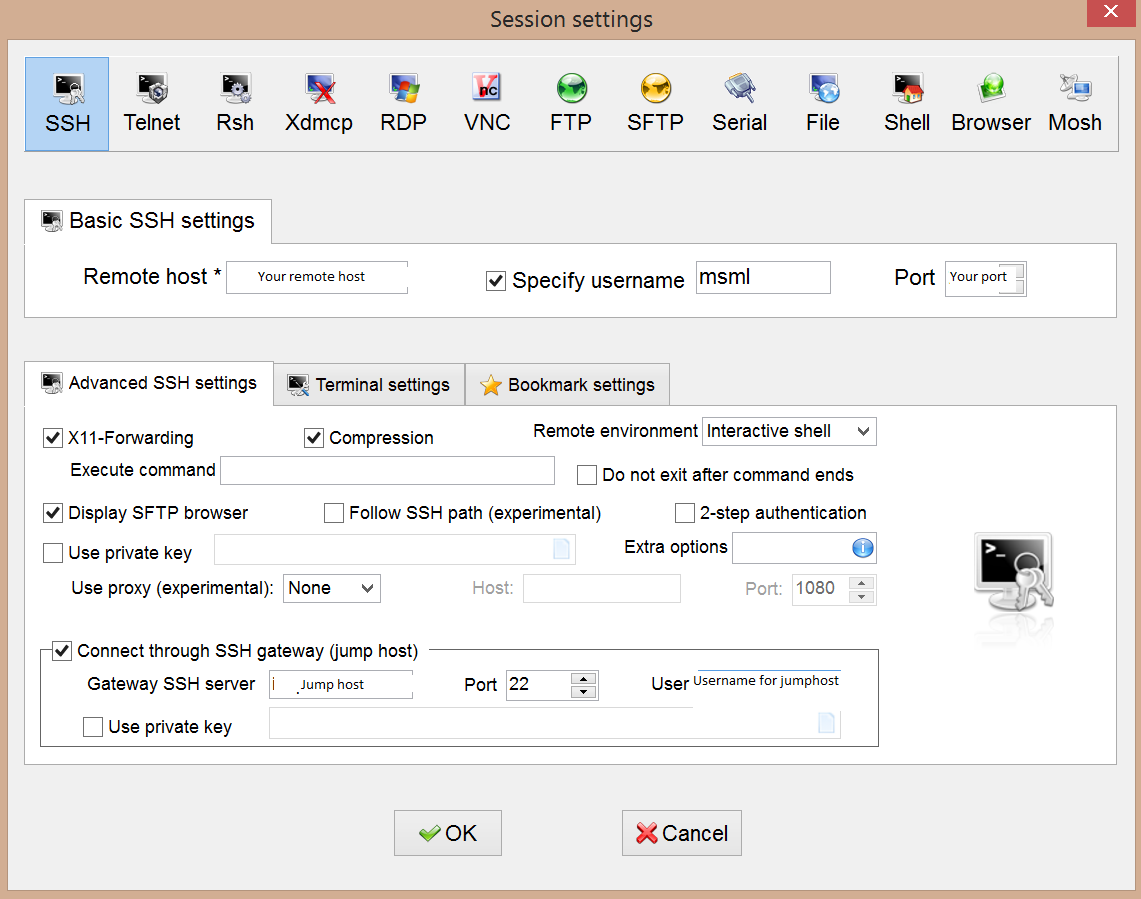 Session settings
SSH Telnet Rsh Xdmcp RDP VNC FTP SFTP Serial File Shell Browser Mosh
Basic SSH settings
Remote host * Your remote host Specify username msml Port Your port
Advanced SSH settings Terminal settings Bookmark settings
X11-Forwarding Compression Remote environment Interactive shell
Execute command Do not exit after command ends
Display SFTP browser Follow SSH path (experimental) 2-step authentication
Use private key Extra options
Use proxy (experimental): None Host: Port: 1080
Connect through SSH gateway (jump host)
Gateway SSH server i Jump host Port 22 User Username for jumphost
Use private key
OK Cancel